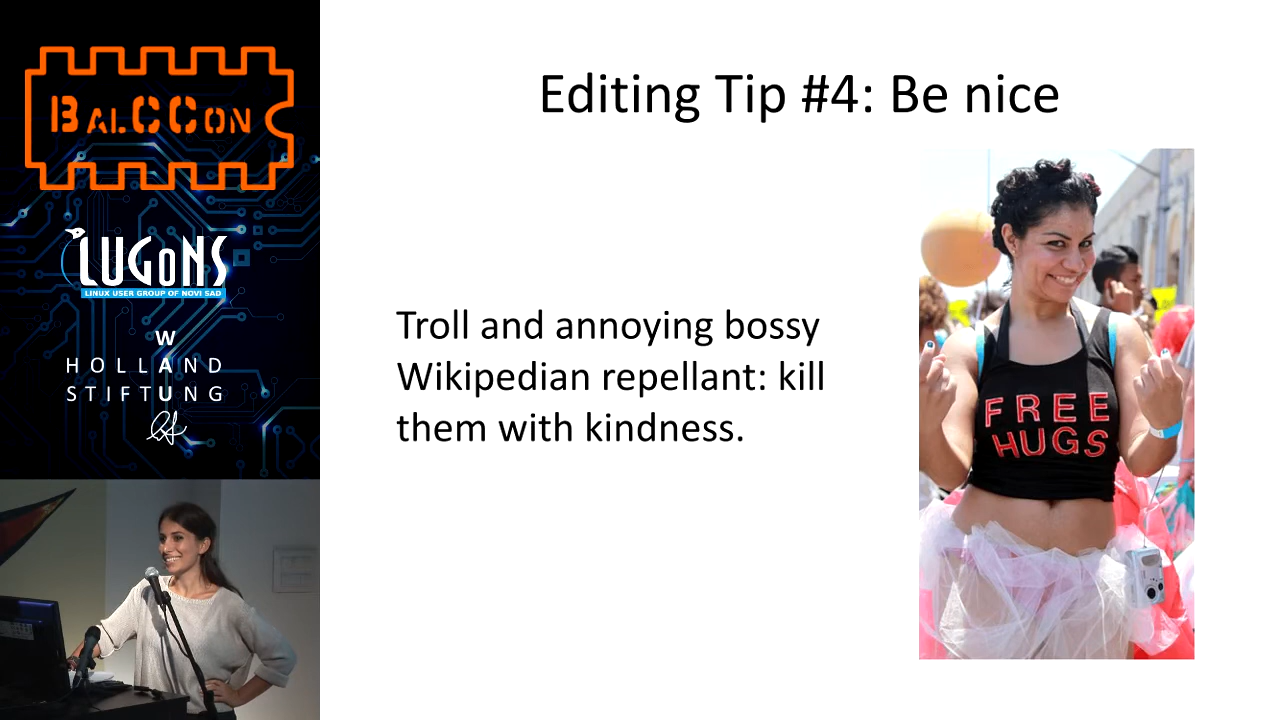 BALCCON
LUGoNS
LINUX USER GROUP OF NOVI SAD
W
HOLLAND
STIFTUNG
Editing Tip #4: Be nice
Troll and annoying bossy
Wikipedian repellant: kill
them with kindness.
FREE
HUGS